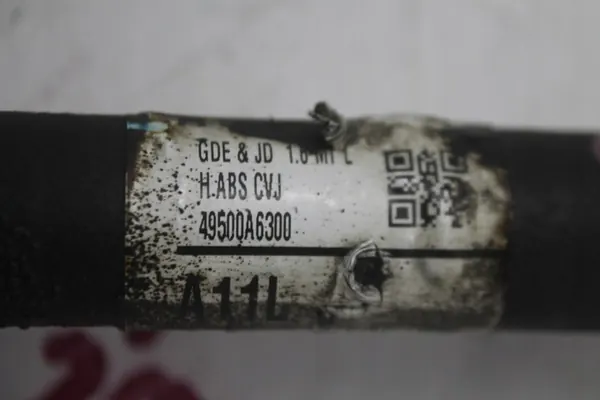 GDE & JD 1.6 MT L
H.ABS CVJ
49500A6300
A11L